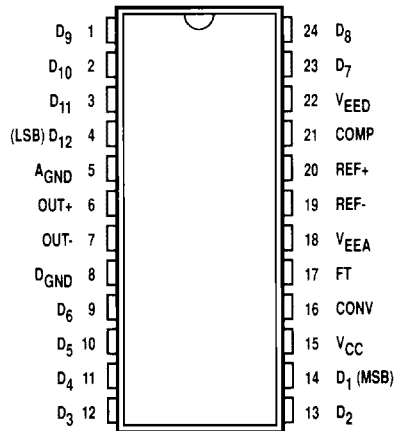 D9 1 24 D8
D10 2 23 D7
D11 3 22 VEED
(LSB) D12 4 21 COMP
AGND 5 20 REF+
OUT+ 6 19 REF-
OUT- 7 18 VEEA
DGND 8 17 FT
D6 9 16 CONV
D5 10 15 VCC
D4 11 14 D1 (MSB)
D3 12 13 D2